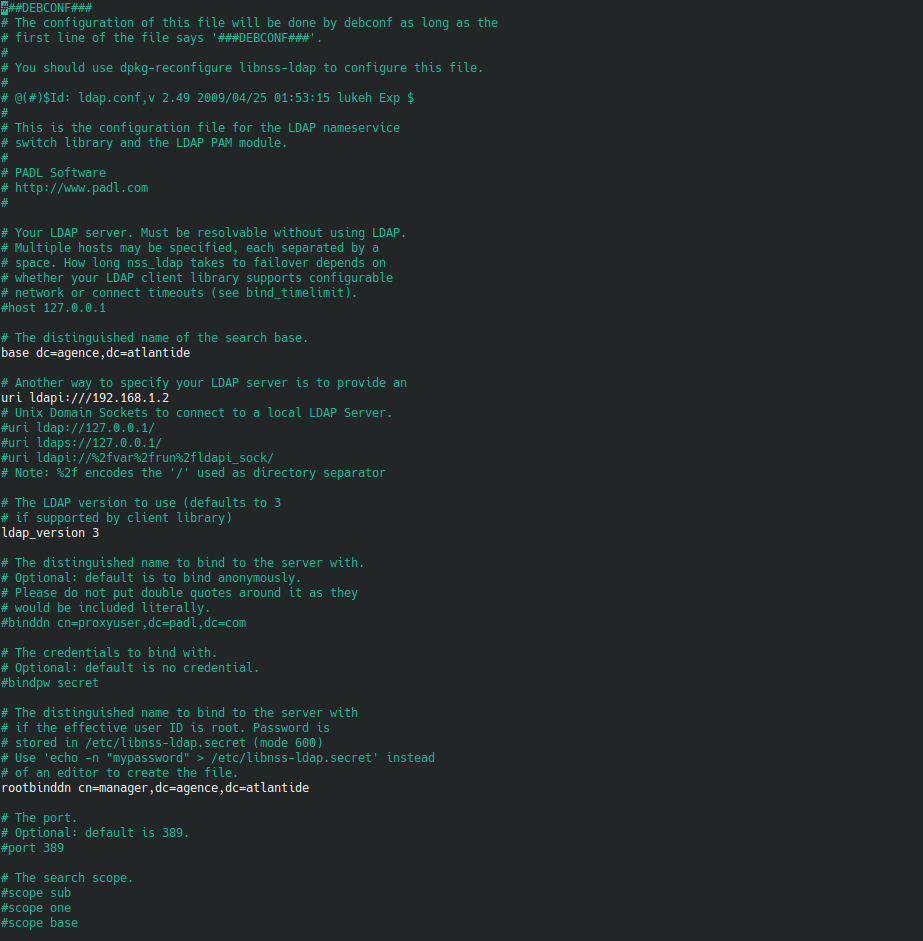 ###DEBCONF###
# The configuration of this file will be done by debconf as long as the
# first line of the file says '###DEBCONF###'.
#
# You should use dpkg-reconfigure libnss-ldap to configure this file.
#
# @(#)$Id: ldap.conf,v 2.49 2009/04/25 01:53:15 lukeh Exp $
#
# This is the configuration file for the LDAP nameservice
# switch library and the LDAP PAM module.
#
# PADL Software
# http://www.padl.com
#

# Your LDAP server. Must be resolvable without using LDAP.
# Multiple hosts may be specified, each separated by a
# space. How long nss_ldap takes to failover depends on
# whether your LDAP client library supports configurable
# network or connect timeouts (see bind_timelimit).
#host 127.0.0.1

# The distinguished name of the search base.
base dc=agence,dc=atlantide

# Another way to specify your LDAP server is to provide an
uri ldapi:///192.168.1.2
# Unix Domain Sockets to connect to a local LDAP Server.
#uri ldap://127.0.0.1/
#uri ldaps://127.0.0.1/
#uri ldapi://%2fvar%2frun%2fldapi_sock/
# Note: %2f encodes the '/' used as directory separator

# The LDAP version to use (defaults to 3
# if supported by client library)
ldap_version 3

# The distinguished name to bind to the server with.
# Optional: default is to bind anonymously.
# Please do not put double quotes around it as they
# would be included literally.
#binddn cn=proxyuser,dc=padl,dc=com

# The credentials to bind with.
# Optional: default is no credential.
#bindpw secret

# The distinguished name to bind to the server with
# if the effective user ID is root. Password is
# stored in /etc/libnss-ldap.secret (mode 600)
# Use 'echo -n "mypassword" > /etc/libnss-ldap.secret' instead
# of an editor to create the file.
rootbinddn cn=manager,dc=agence,dc=atlantide

# The port.
# Optional: default is 389.
#port 389

# The search scope.
#scope sub
#scope one
#scope base